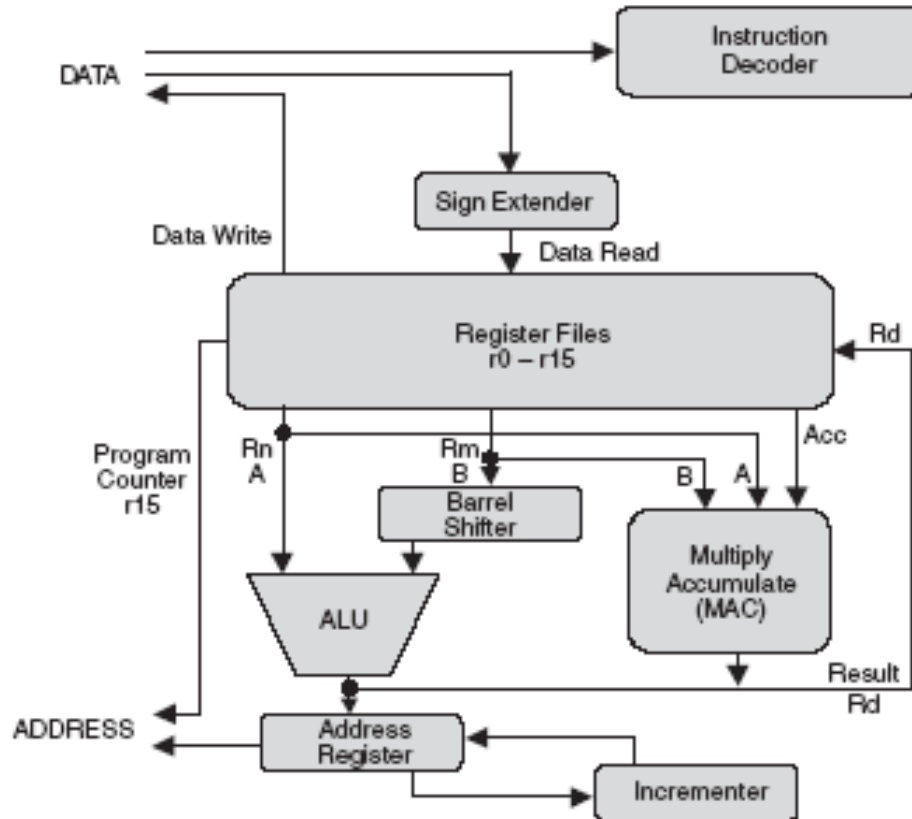 Instruction
Decoder
DATA
Sign Extender
Data Write
Data Read
Register Files
r0 – r15
Rd
Program
Counter
r15
Rn
A
Rm
B
B
A
Acc
Barrel
Shifter
Multiply
Accumulate
(MAC)
ALU
Result
Rd
ADDRESS
Address
Register
Incrementer